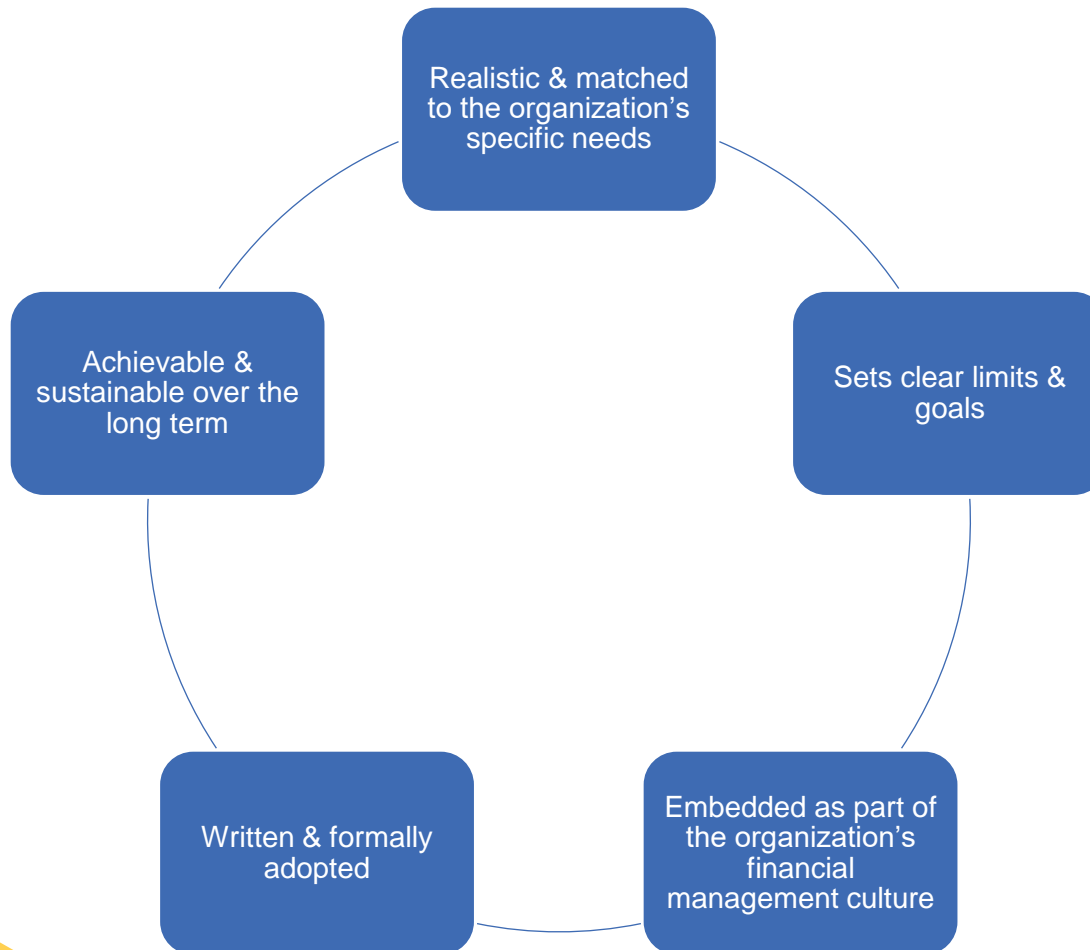 Realistic & matched
to the organization’s
specific needs
Sets clear limits &
goals
Embedded as part of
the organization’s
financial
management culture
Written & formally
adopted
Achievable &
sustainable over the
long term